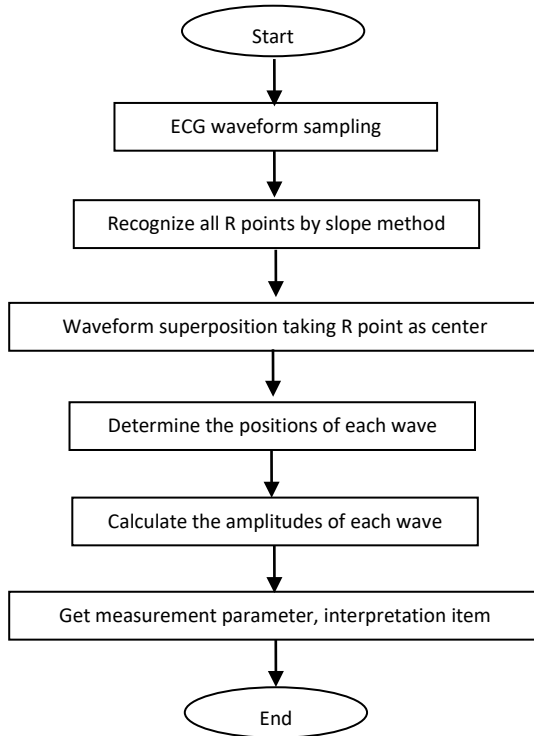 Start
ECG waveform sampling
Recognize all R points by slope method
Waveform superposition taking R point as center
Determine the positions of each wave
Calculate the amplitudes of each wave
Get measurement parameter, interpretation item
End